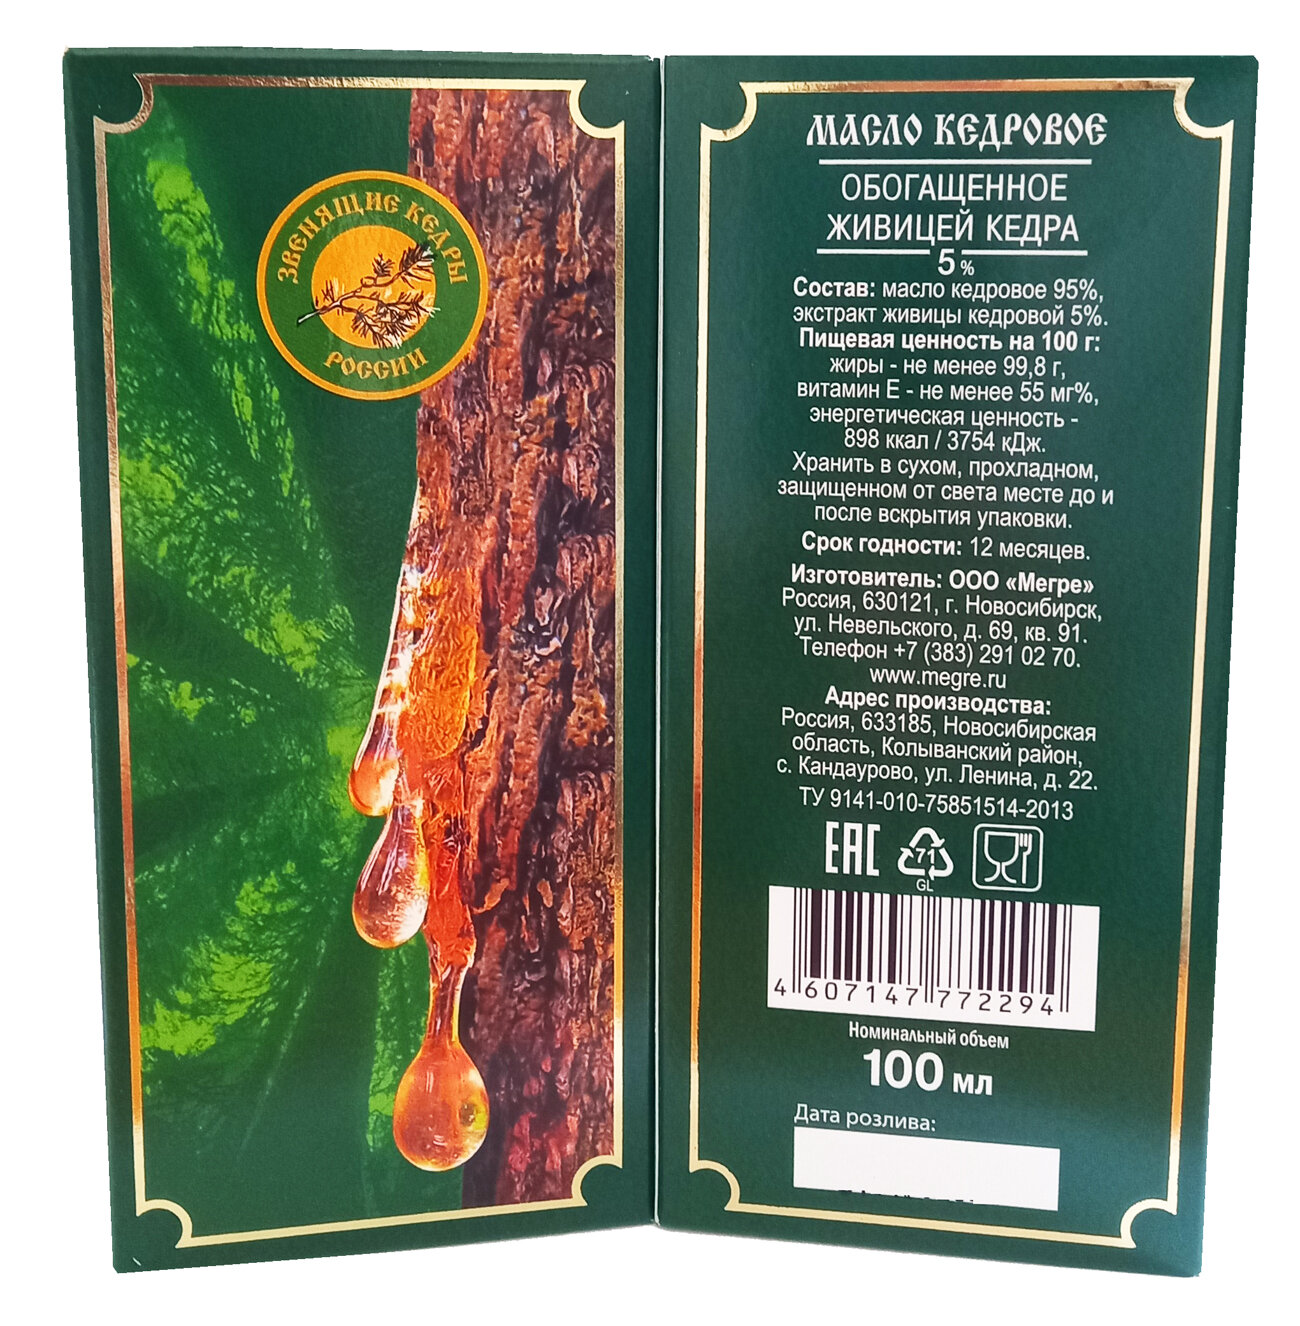 ЗВЕНЯЩИЕ КЕДРЫ
РОССИИ
МАСЛО КЕДРОВОЕ
ОБОГАЩЕННОЕ
ЖИВИЦЕЙ КЕДРА
5 %
Состав: масло кедровое 95%,
экстракт живицы кедровой 5%.
Пищевая ценность на 100 г:
жиры - не менее 99,8 г,
витамин Е - не менее 55 мг%,
энергетическая ценность -
898 ккал / 3754 кДж.
Хранить в сухом, прохладном,
защищенном от света месте до и
после вскрытия упаковки.
Срок годности: 12 месяцев.
Изготовитель: ООО «Мегре»
Россия, 630121, г. Новосибирск,
ул. Невельского, д. 69, кв. 91.
Телефон +7 (383) 291 02 70.
www.megre.ru
Адрес производства:
Россия, 633185, Новосибирская
область, Колыванский район,
с. Кандаурово, ул. Ленина, д. 22.
ТУ 9141-010-75851514-2013
EAC 71
GL
4 607147 772294
Номинальный объем
100 мл
Дата розлива: